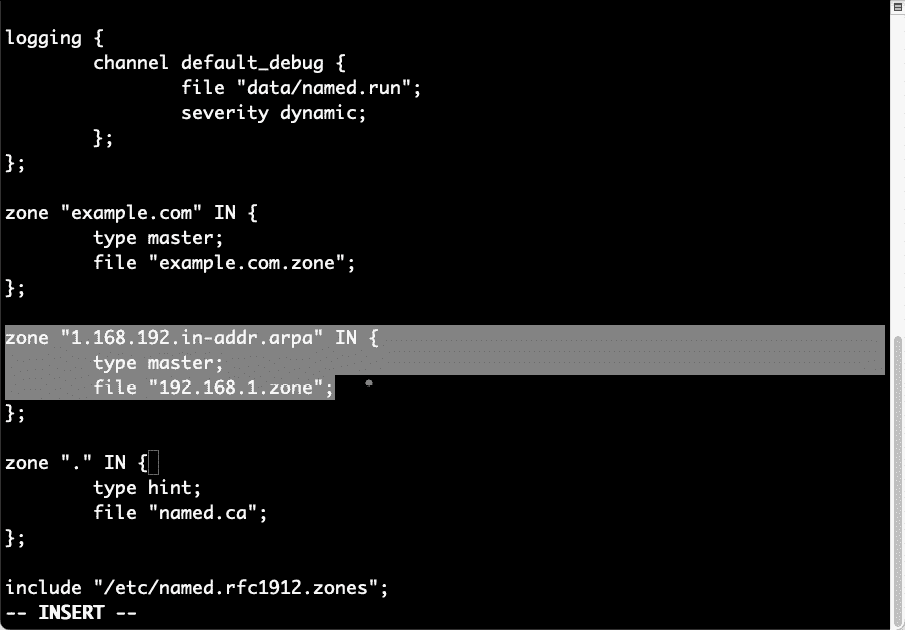 logging {
        channel default_debug {
                file "data/named.run";
                severity dynamic;
        };
};
zone "example.com" IN {
        type master;
        file "example.com.zone";
};
zone "1.168.192.in-addr.arpa" IN {
        type master;
        file "192.168.1.zone";
};
zone "." IN {
        type hint;
        file "named.ca";
};
include "/etc/named.rfc1912.zones";
-- INSERT --